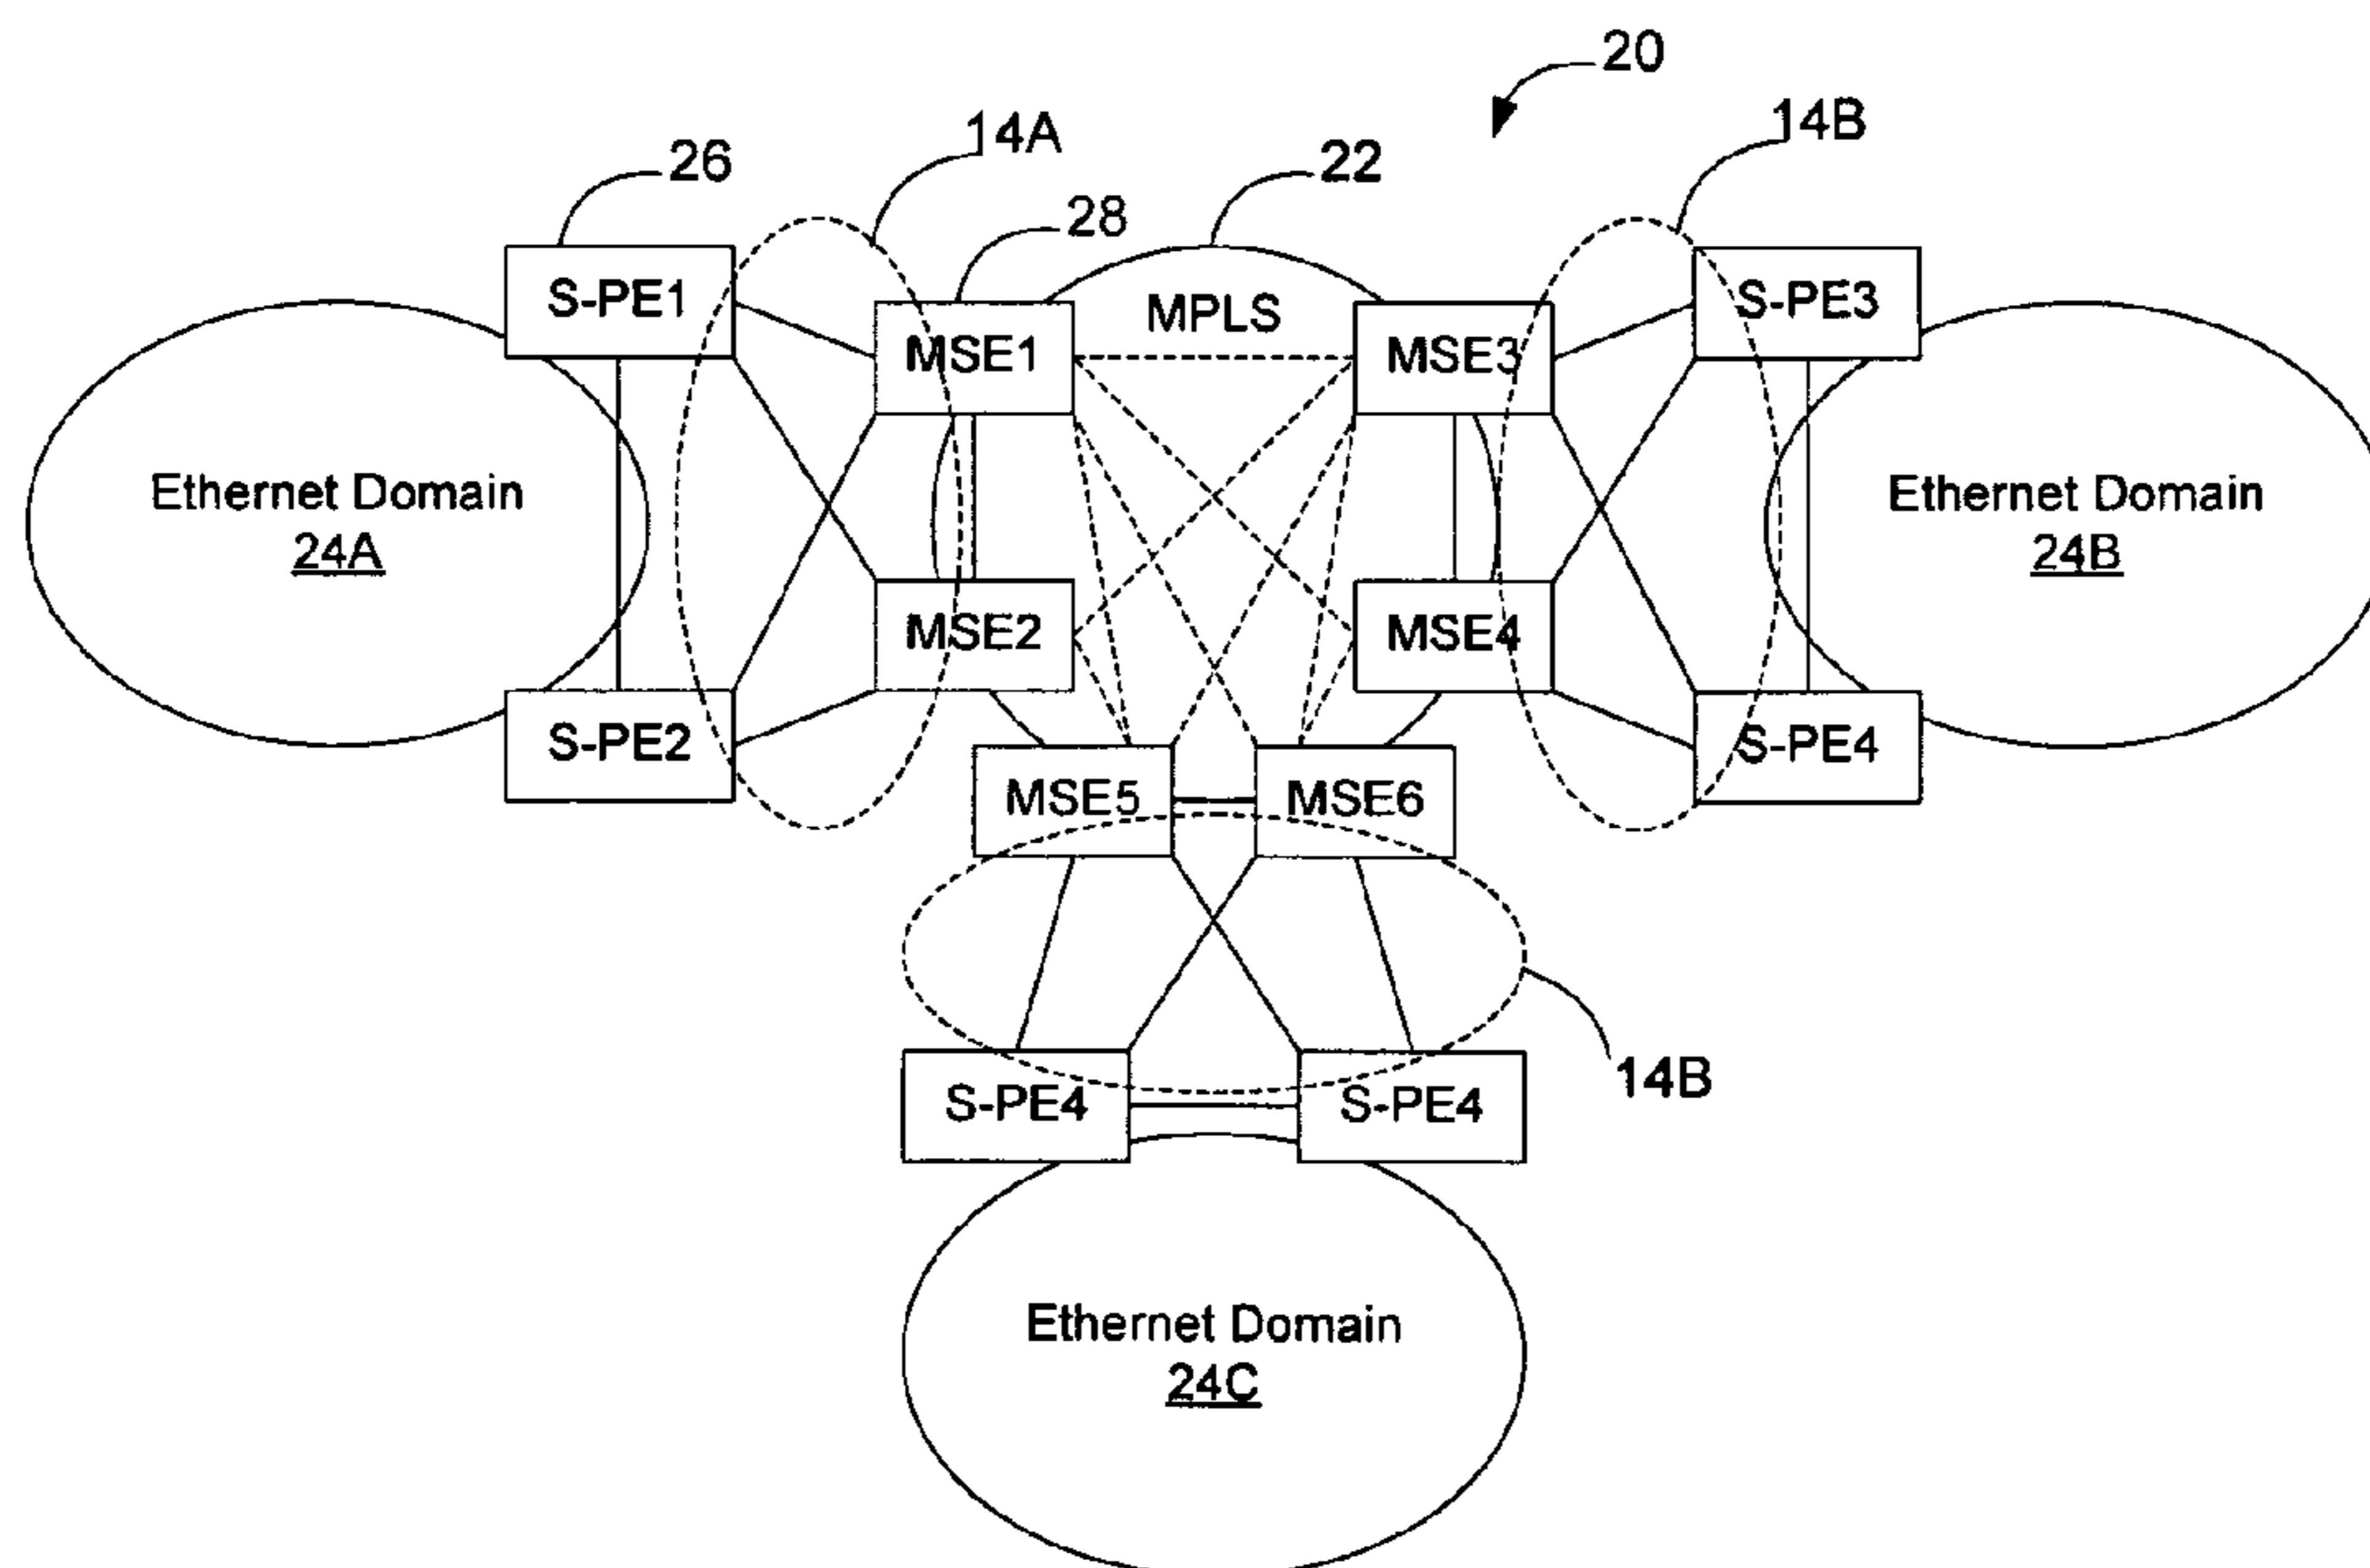 20
14A
14B
26
22
28
S-PE1
MPLS
S-PE3
MSE1
MSE3
Ethernet Domain
24A
Ethernet Domain
24B
MSE2
MSE4
S-PE2
S-PE4
MSE5
MSE6
14B
S-PE4
S-PE4
Ethernet Domain
24C